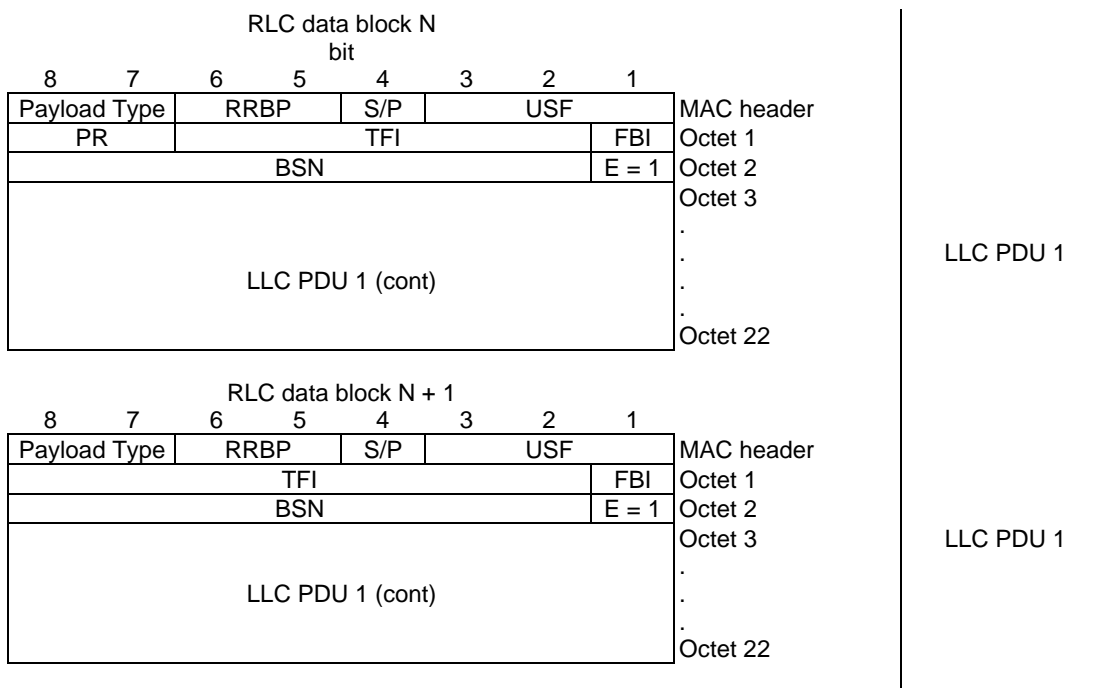 RLC data block N
bit
8 7 6 5 4 3 2 1
Payload Type RRBP S/P USF MAC header
PR TFI FBI Octet 1
BSN E = 1 Octet 2
Octet 3
.
.
LLC PDU 1
LLC PDU 1 (cont)
.
.
Octet 22
RLC data block N + 1
8 7 6 5 4 3 2 1
Payload Type RRBP S/P USF MAC header
TFI FBI Octet 1
BSN E = 1 Octet 2
Octet 3 LLC PDU 1
.
LLC PDU 1 (cont)
.
.
Octet 22